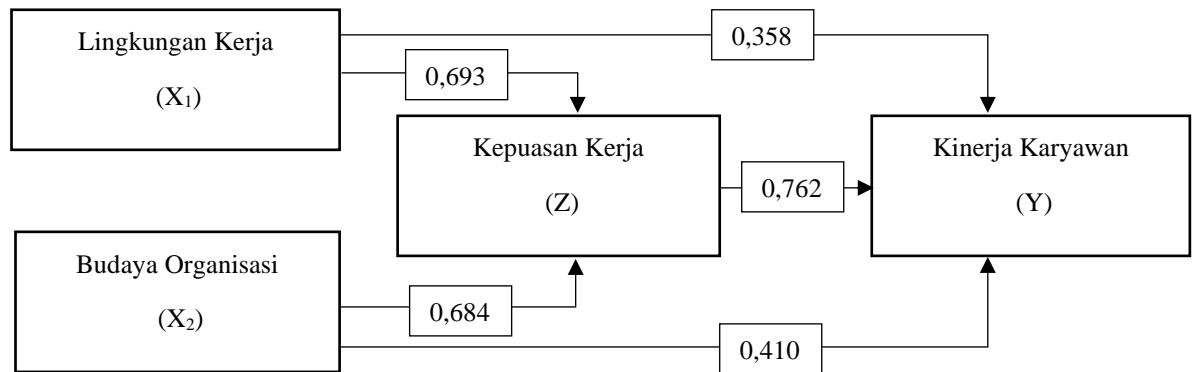 Lingkungan Kerja
(X₁)
0,358
0,693
Kepuasan Kerja
(Z)
0,762
Kinerja Karyawan
(Y)
Budaya Organisasi
(X₂)
0,684
0,410